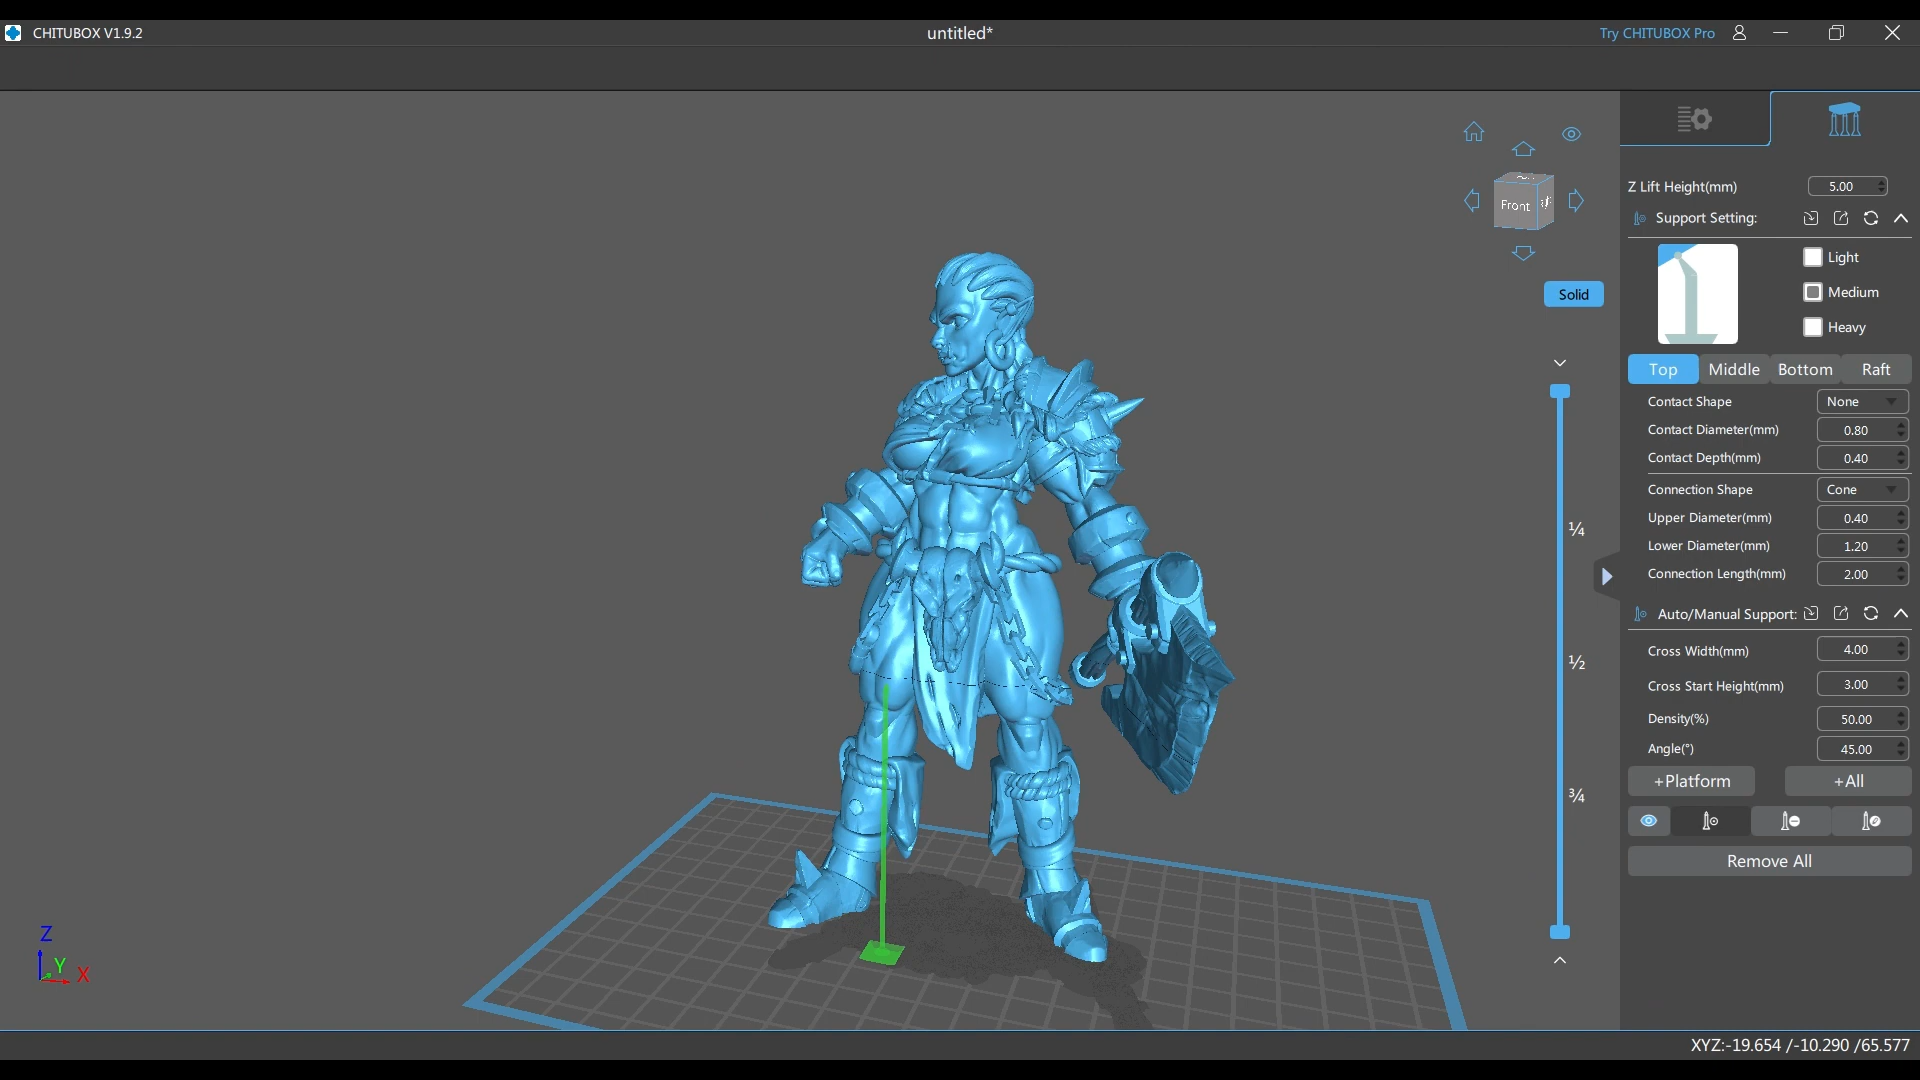 CHITUBOX V1.9.2
untitled*
Try CHITUBOX Pro
Front
Solid
¼
½
¾
Z
Y
X
Z Lift Height(mm) 5.00
Support Setting:
Light
Medium
Heavy
Top Middle Bottom Raft
Contact Shape None
Contact Diameter(mm) 0.80
Contact Depth(mm) 0.40
Connection Shape Cone
Upper Diameter(mm) 0.40
Lower Diameter(mm) 1.20
Connection Length(mm) 2.00
Auto/Manual Support:
Cross Width(mm) 4.00
Cross Start Height(mm) 3.00
Density(%) 50.00
Angle(°) 45.00
+Platform +All
Remove All
XYZ:-19.654 /-10.290 /65.577